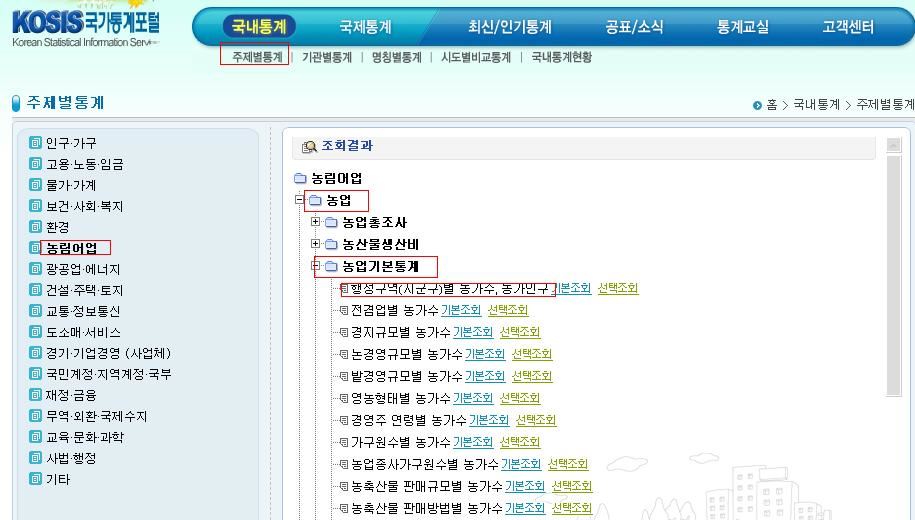 KOSIS 국가통계포털
Korean Statistical Information Service
국내통계 국제통계 최신/인기통계 공표/소식 통계교실 고객센터
주제별통계 | 기관별통계 | 명칭별통계 | 시도별비교통계 | 국내통계현황
주제별통계
홈 > 국내통계 > 주제별통계
인구·가구
고용·노동·임금
물가·가계
보건·사회·복지
환경
농림어업
광공업·에너지
건설·주택·토지
교통·정보통신
도소매·서비스
경기·기업경영 (사업체)
국민계정·지역계정·국부
재정·금융
무역·외환·국제수지
교육·문화·과학
사법·행정
기타
조회결과
농림어업
농업
농업총조사
농산물생산비
농업기본통계
행정구역(시군구)별 농가수, 농가인구 기본조회 선택조회
전겸업별 농가수 기본조회 선택조회
경지규모별 농가수 기본조회 선택조회
논경영규모별 농가수 기본조회 선택조회
밭경영규모별 농가수 기본조회 선택조회
영농형태별 농가수 기본조회 선택조회
경영주 연령별 농가수 기본조회 선택조회
가구원수별 농가수 기본조회 선택조회
농업종사가구원수별 농가수 기본조회 선택조회
농축산물 판매규모별 농가수 기본조회 선택조회
농축산물 판매방법별 농가수 기본조회 선택조회